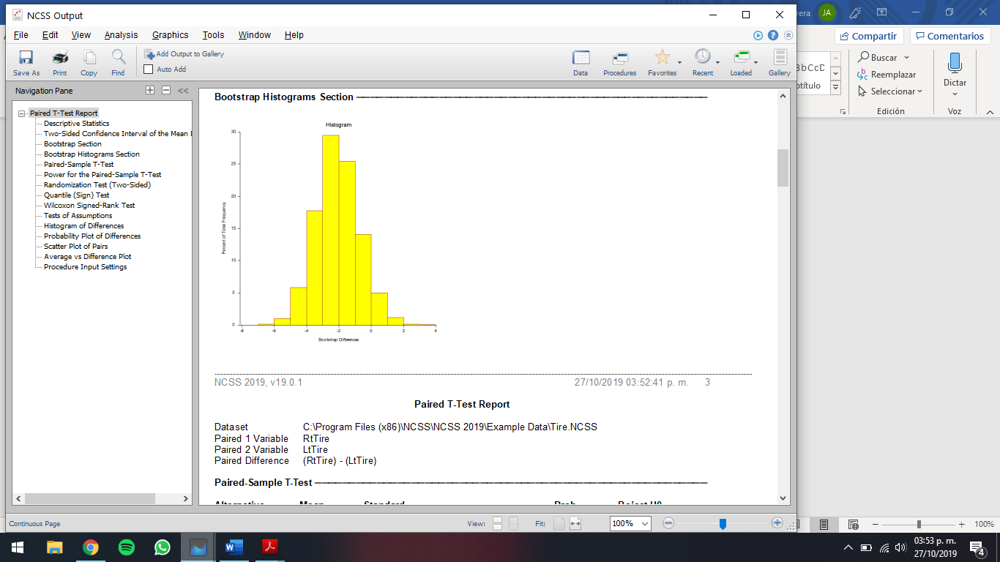 NCSS Output
rera JA
File Edit View Analysis Graphics Tools Window Help
Compartir Comentarios
Save As Print Copy Find
Add Output to Gallery
Auto Add
Data Procedures Favorites Recent Loaded Gallery
BbCcD
btítulo
Buscar
Reemplazar
Seleccionar
Edición
Dictar
Voz
Navigation Pane <<
Paired T-Test Report
Descriptive Statistics
Two-Sided Confidence Interval of the Mean
Bootstrap Section
Bootstrap Histograms Section
Paired-Sample T-Test
Power for the Paired-Sample T-Test
Randomization Test (Two-Sided)
Quantile (Sign) Test
Wilcoxon Signed-Rank Test
Tests of Assumptions
Histogram of Differences
Probability Plot of Differences
Scatter Plot of Pairs
Average vs Difference Plot
Procedure Input Settings
Bootstrap Histograms Section
Histogram
30
25
20
15
10
5
0
Percent of Total Frequency
-8 -6 -4 -2 0 2 4
Bootstrap Differences
NCSS 2019, v19.0.1 27/10/2019 03:52:41 p. m. 3
Paired T-Test Report
Dataset C:\Program Files (x86)\NCSS\NCSS 2019\Example Data\Tire.NCSS
Paired 1 Variable RtTire
Paired 2 Variable LtTire
Paired Difference (RtTire) - (LtTire)
Paired-Sample T-Test
Alternative Mean Standard Prob Reject H0
Continuous Page View: Fit: 100%
100%
03:53 p. m.
27/10/2019
4